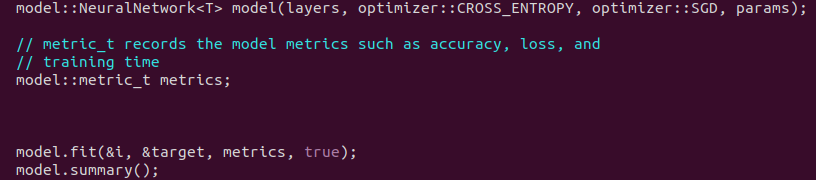 model::NeuralNetwork<T> model(layers, optimizer::CROSS_ENTROPY, optimizer::SGD, params);
// metric_t records the model metrics such as accuracy, loss, and
// training time
model::metric_t metrics;
model.fit(&i, &target, metrics, true);
model.summary();